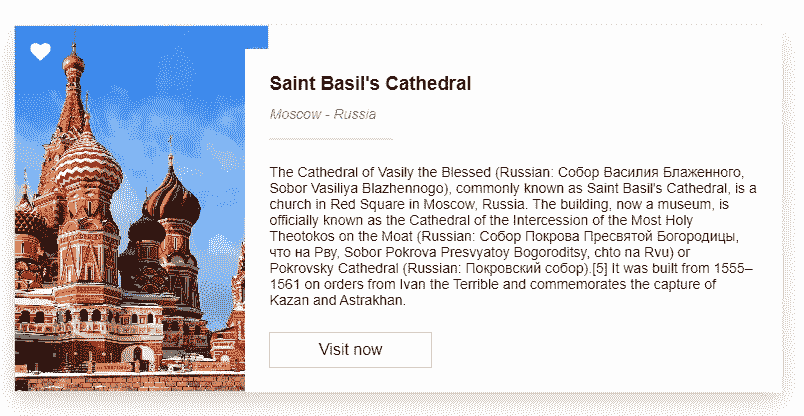 Saint Basil's Cathedral
Moscow - Russia
The Cathedral of Vasily the Blessed (Russian: Собор Василия Блаженного,
Sobor Vasiliya Blazhennogo), commonly known as Saint Basil's Cathedral, is a
church in Red Square in Moscow, Russia. The building, now a museum, is
officially known as the Cathedral of the Intercession of the Most Holy
Theotokos on the Moat (Russian: Собор Покрова Пресвятой Богородицы,
что на Рву, Sobor Pokrova Presvyatoy Bogoroditsy, chto na Rvu) or
Pokrovsky Cathedral (Russian: Покровский собор).[5] It was built from 1555–
1561 on orders from Ivan the Terrible and commemorates the capture of
Kazan and Astrakhan.
Visit now